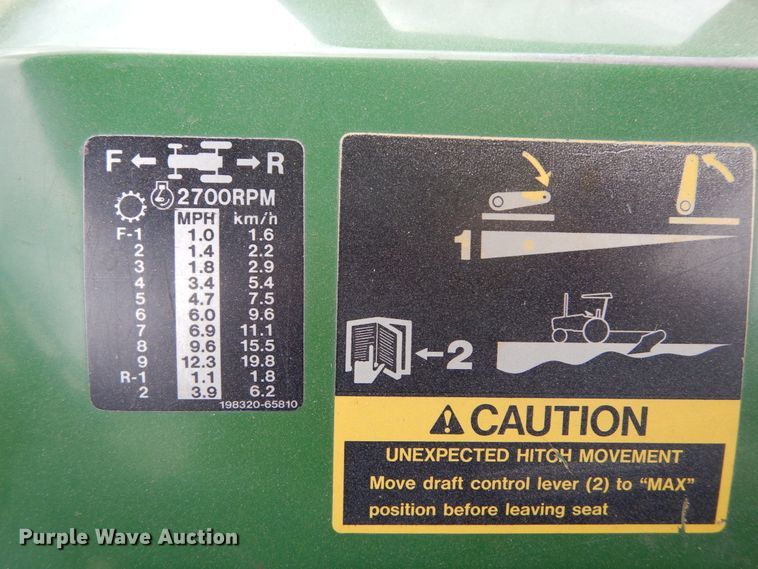 F R
2700RPM
MPH km/h
F-1 1.0 1.6
2 1.4 2.2
3 1.8 2.9
4 3.4 5.4
5 4.7 7.5
6 6.0 9.6
7 6.9 11.1
8 9.6 15.5
9 12.3 19.8
R-1 1.1 1.8
2 3.9 6.2
198320-65810
1
2
CAUTION
UNEXPECTED HITCH MOVEMENT
Move draft control lever (2) to “MAX”
position before leaving seat
Purple Wave Auction